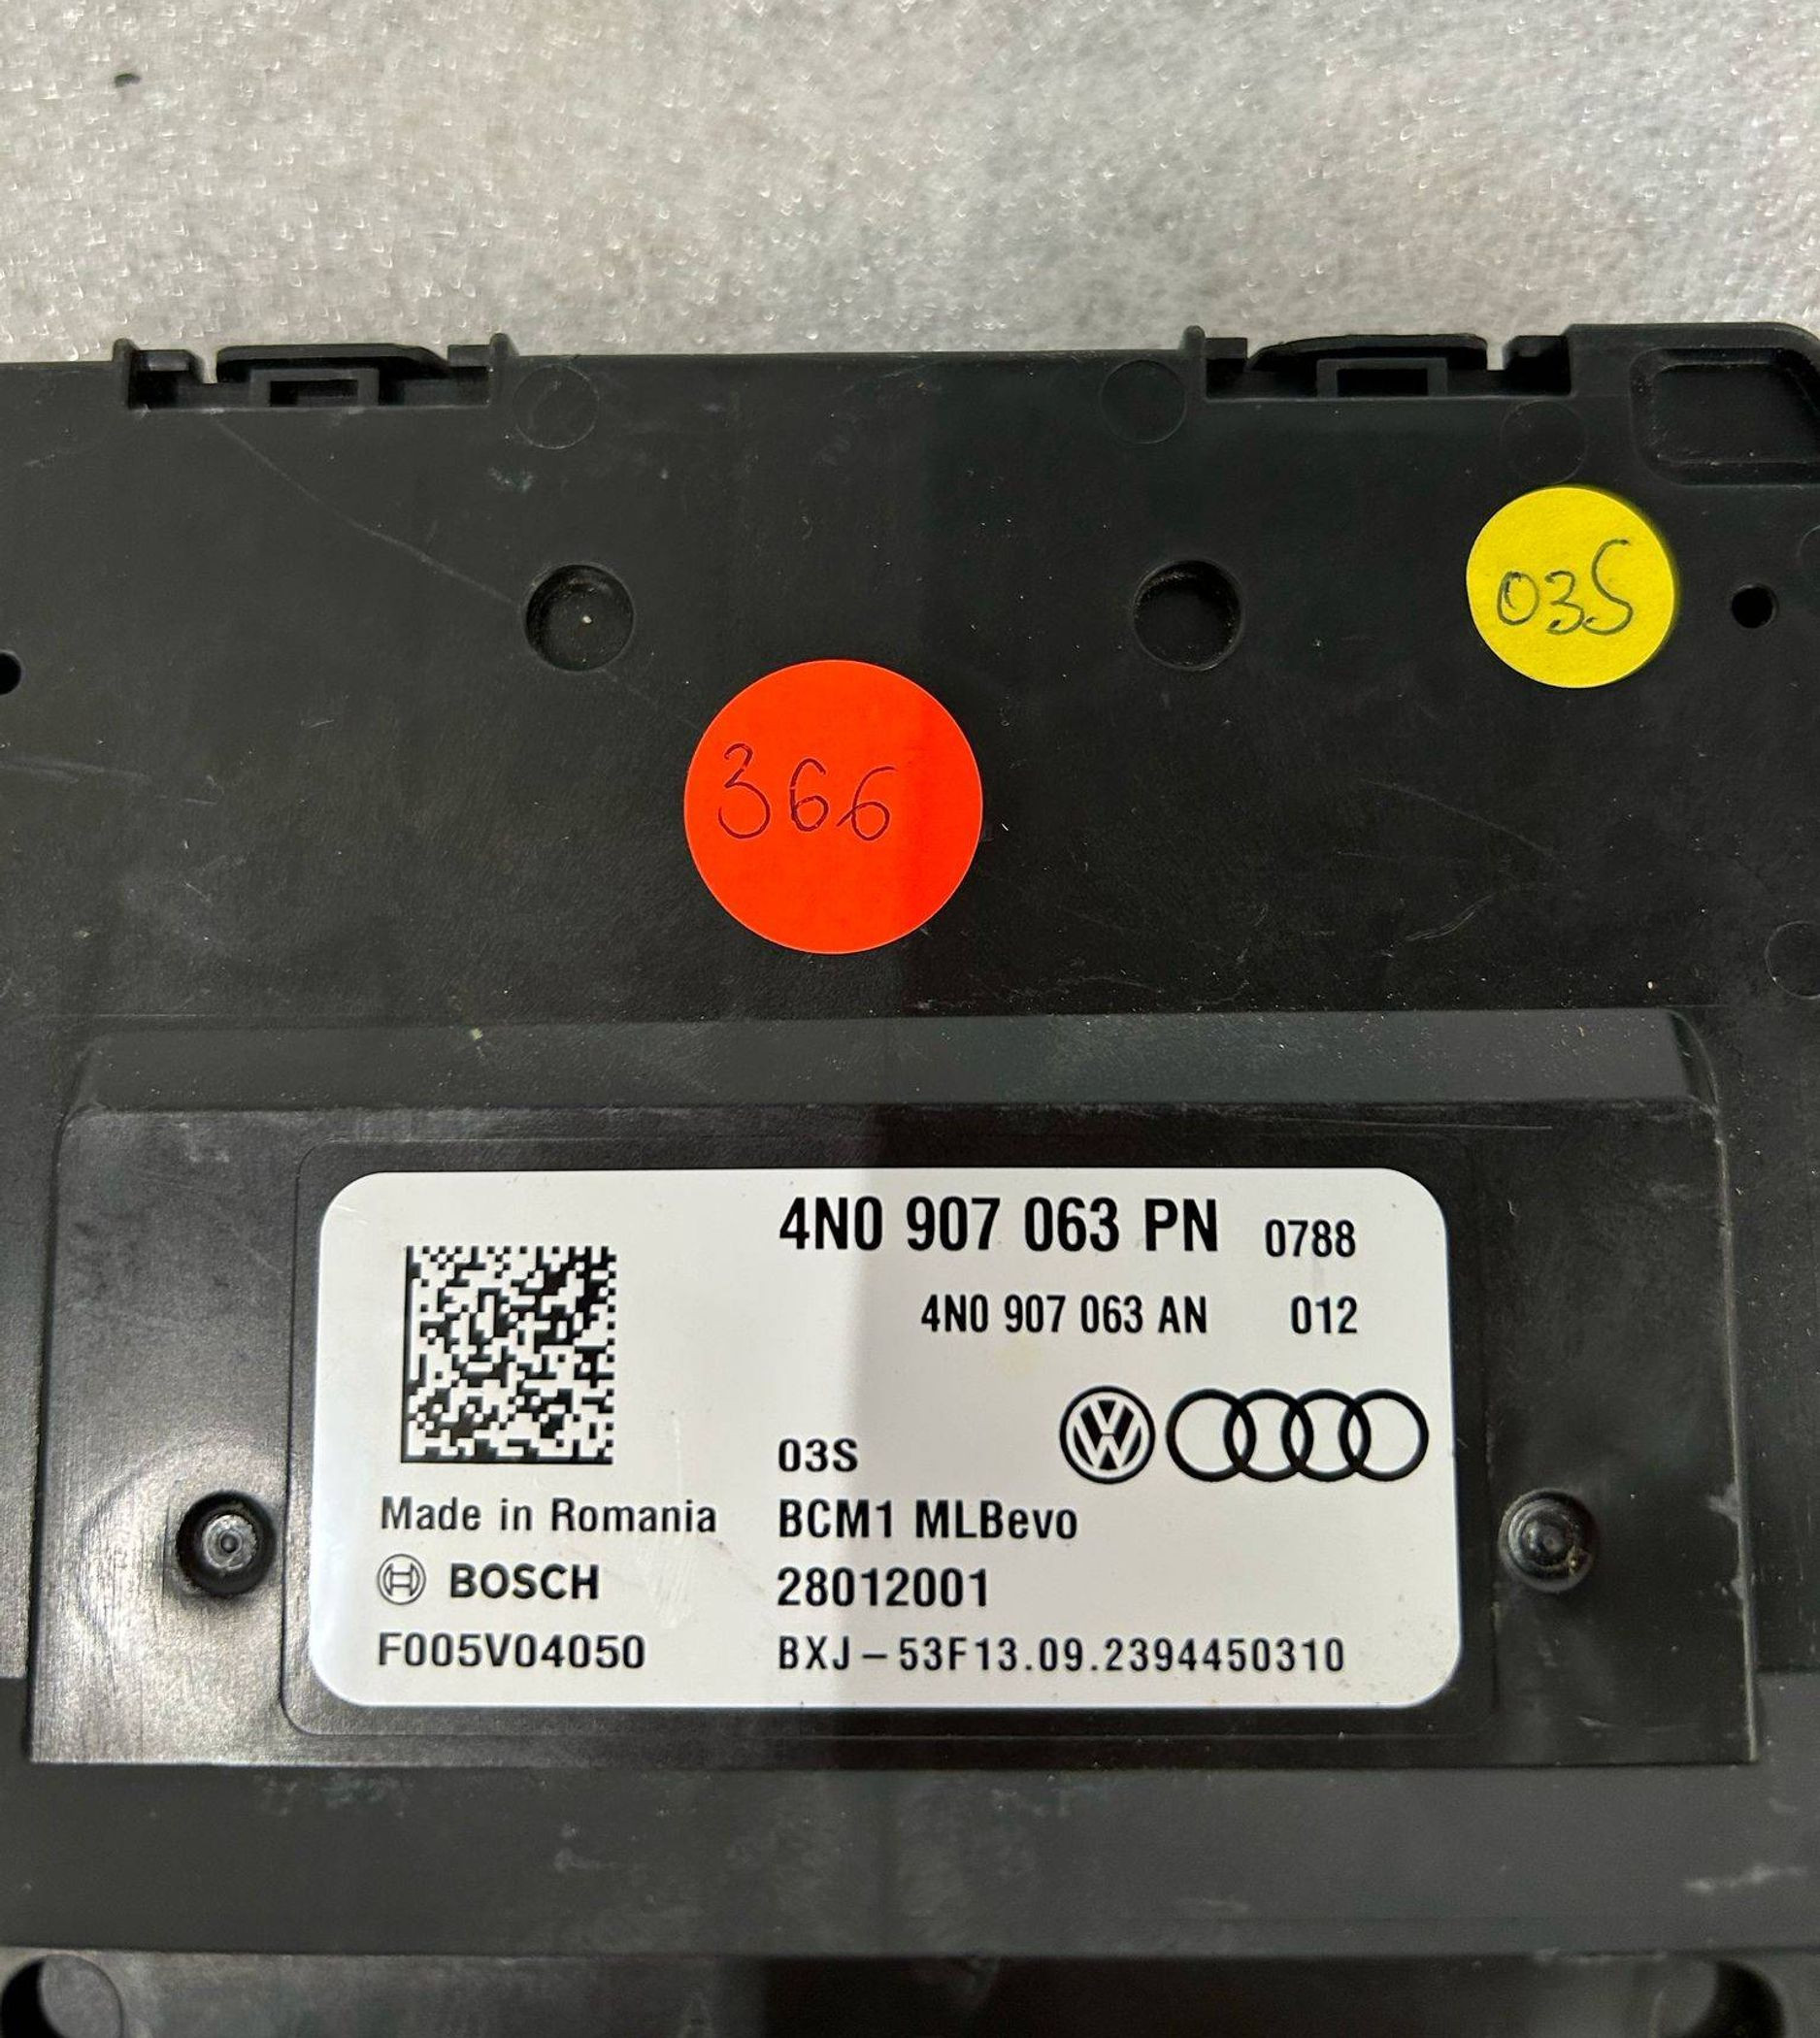 03S
366
4N0 907 063 PN 0788
4N0 907 063 AN 012
03S
Made in Romania BCM1 MLBevo
BOSCH 28012001
F005V04050 BXJ-53F13.09.2394450310